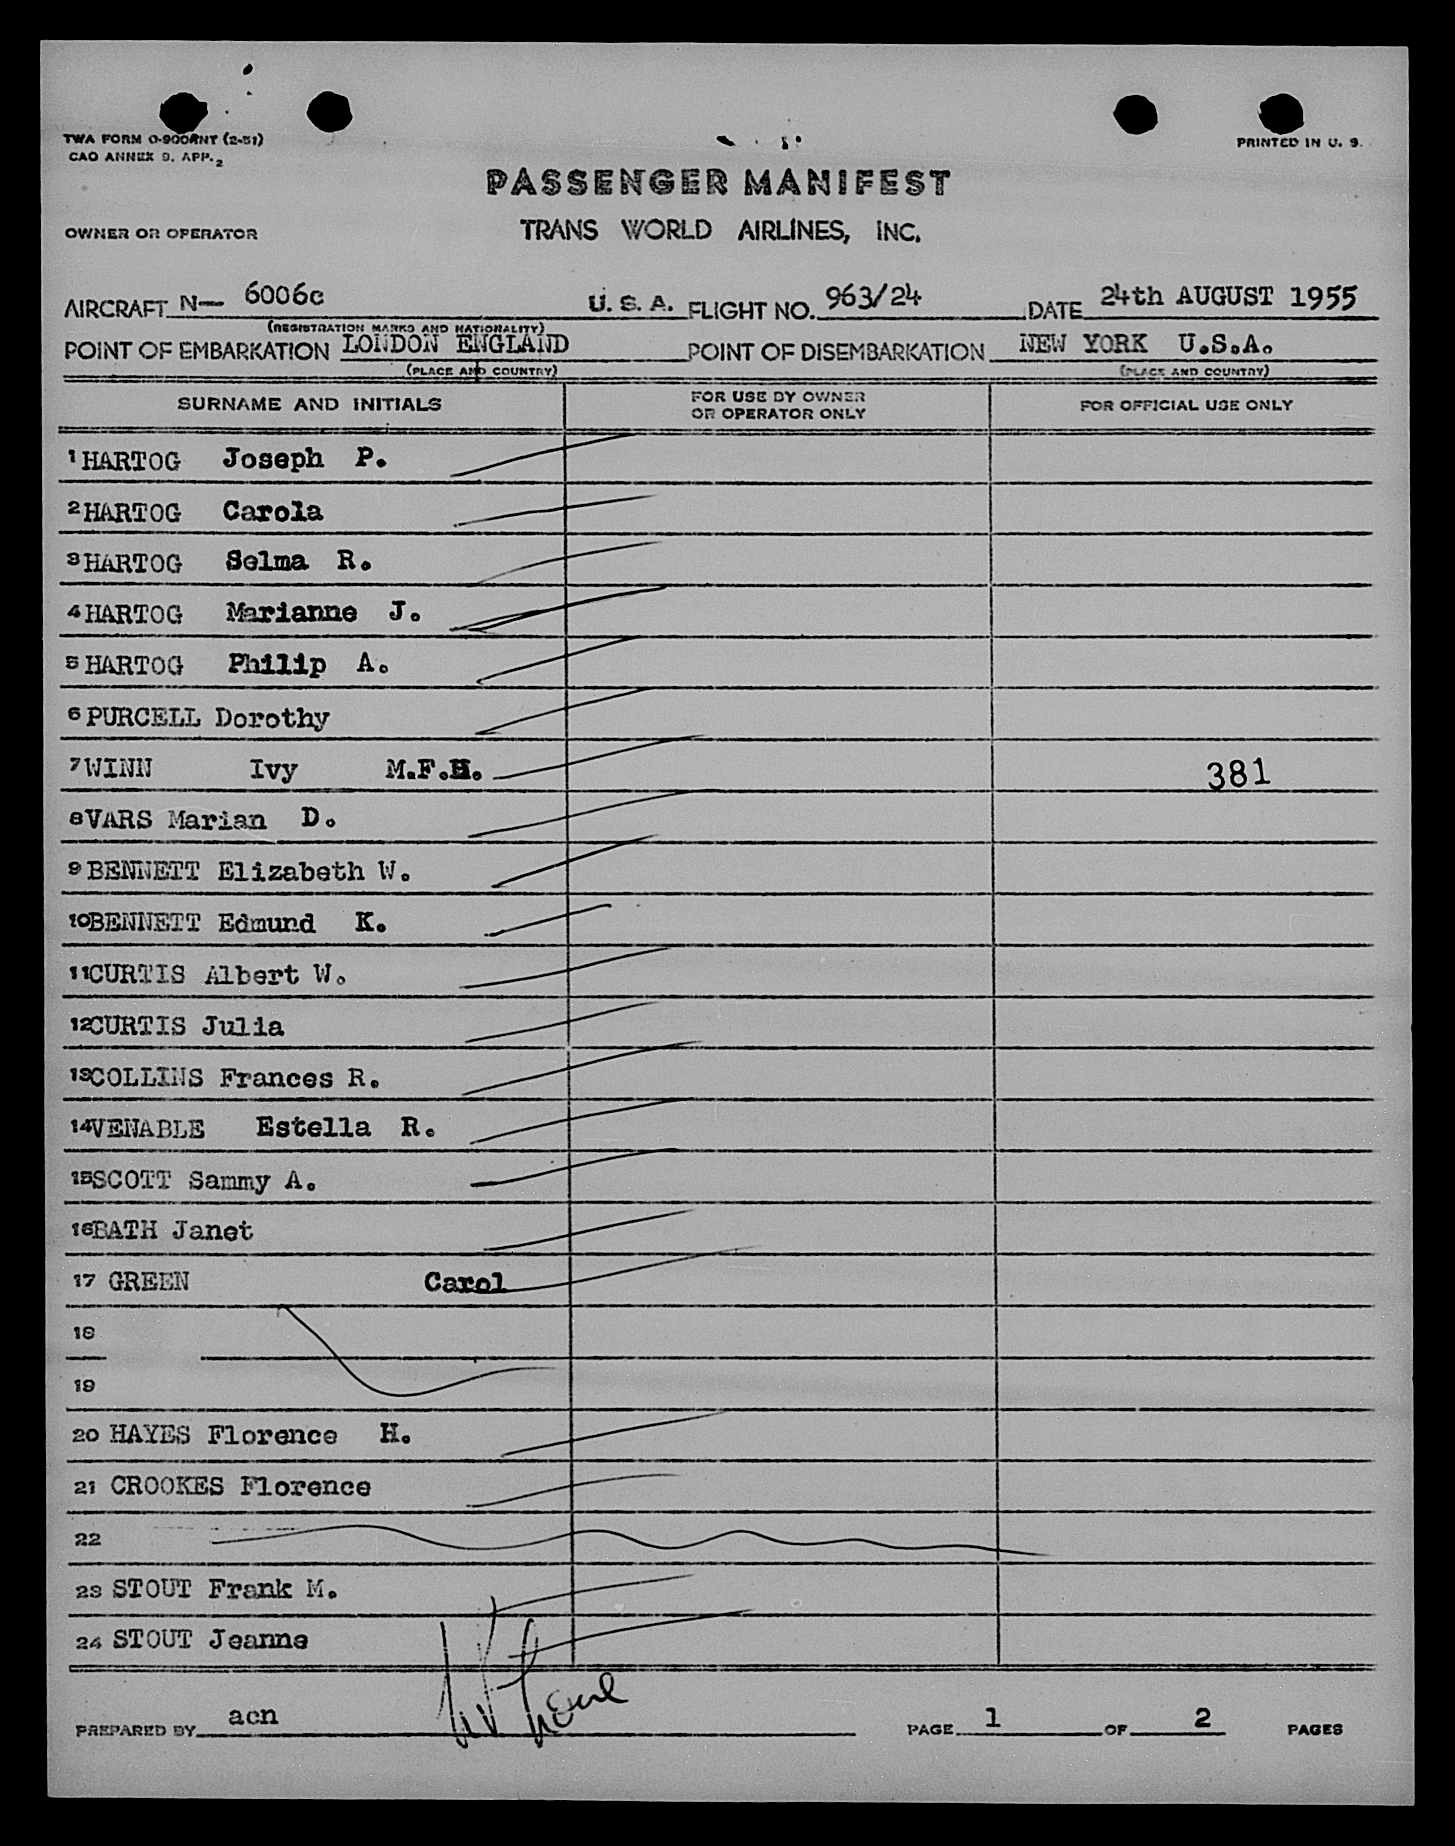 TWA FORM O-900RNT (2-51)
CAO ANNEX 9. APP. 2
PRINTED IN U. S.
PASSENGER MANIFEST
OWNER OR OPERATOR TRANS WORLD AIRLINES, INC.
AIRCRAFT N— 6006c U. S. A. FLIGHT NO. 963/24 DATE 24th AUGUST 1955
(REGISTRATION MARKS AND NATIONALITY)
POINT OF EMBARKATION LONDON ENGLAND POINT OF DISEMBARKATION NEW YORK U.S.A.
(PLACE AND COUNTRY) (PLACE AND COUNTRY)
SURNAME AND INITIALS FOR USE BY OWNER OR OPERATOR ONLY FOR OFFICIAL USE ONLY
1 HARTOG Joseph P.
2 HARTOG Carola
3 HARTOG Selma R.
4 HARTOG Marianne J.
5 HARTOG Philip A.
6 PURCELL Dorothy
7 WINN Ivy M.F.H. 381
8 VARS Marian D.
9 BENNETT Elizabeth W.
10 BENNETT Edmund K.
11 CURTIS Albert W.
12 CURTIS Julia
13 COLLINS Frances R.
14 VENABLE Estella R.
15 SCOTT Sammy A.
16 BATH Janet
17 GREEN Carol
18
19
20 HAYES Florence H.
21 CROOKES Florence
22
23 STOUT Frank M.
24 STOUT Jeanne
PREPARED BY acn PAGE 1 OF 2 PAGES